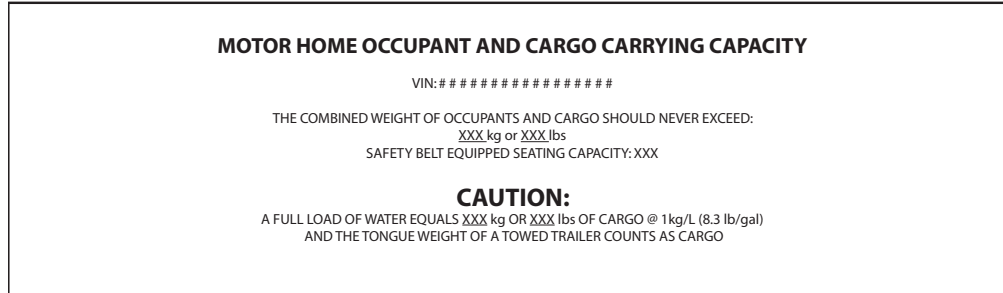 MOTOR HOME OCCUPANT AND CARGO CARRYING CAPACITY
VIN: # # # # # # # # # # # # # # # # #
THE COMBINED WEIGHT OF OCCUPANTS AND CARGO SHOULD NEVER EXCEED:
XXX kg or XXX lbs
SAFETY BELT EQUIPPED SEATING CAPACITY: XXX
CAUTION:
A FULL LOAD OF WATER EQUALS XXX kg OR XXX lbs OF CARGO @ 1kg/L (8.3 lb/gal)
AND THE TONGUE WEIGHT OF A TOWED TRAILER COUNTS AS CARGO